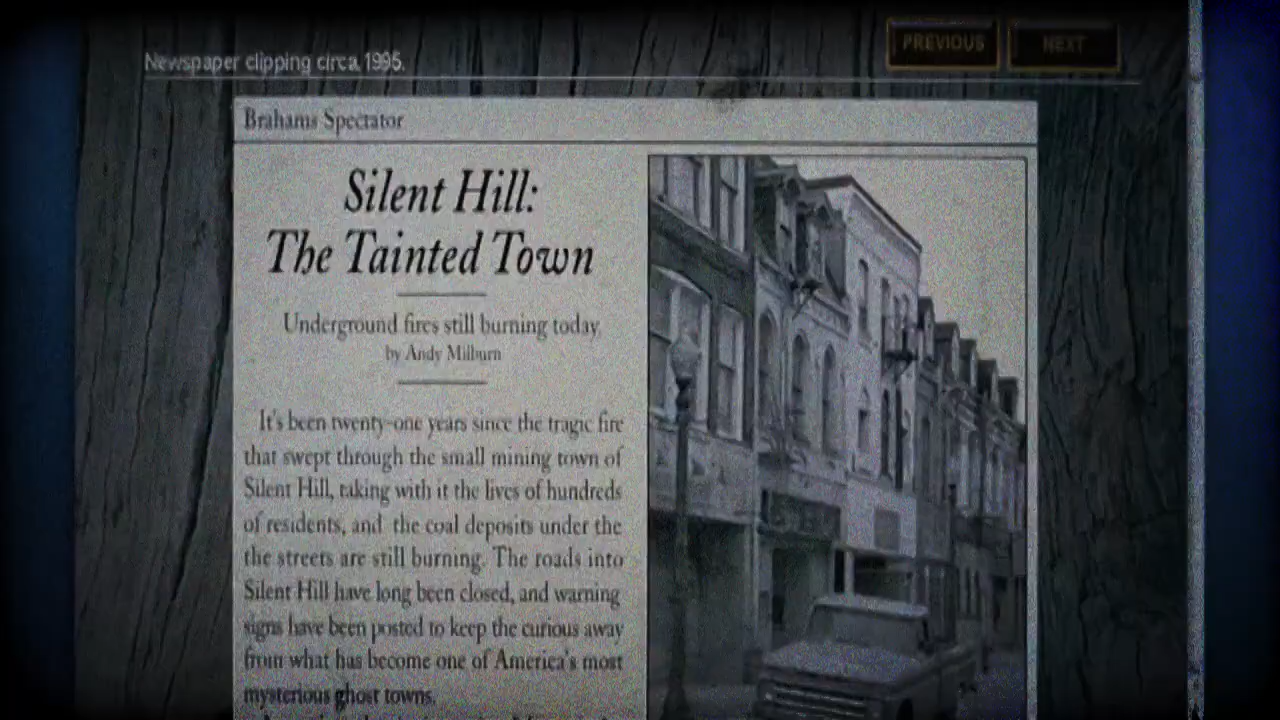 PREVIOUS
NEXT
Newspaper clipping circa 1995.
Brahams Spectator
Silent Hill:
The Tainted Town
Underground fires still burning today,
by Andy Milburn
It's been twenty-one years since the tragic fire
that swept through the small mining town of
Silent Hill, taking with it the lives of hundreds
of residents, and the coal deposits under the
the streets are still burning. The roads into
Silent Hill have long been closed, and warning
signs have been posted to keep the curious away
from what has become one of America's most
mysterious ghost towns.